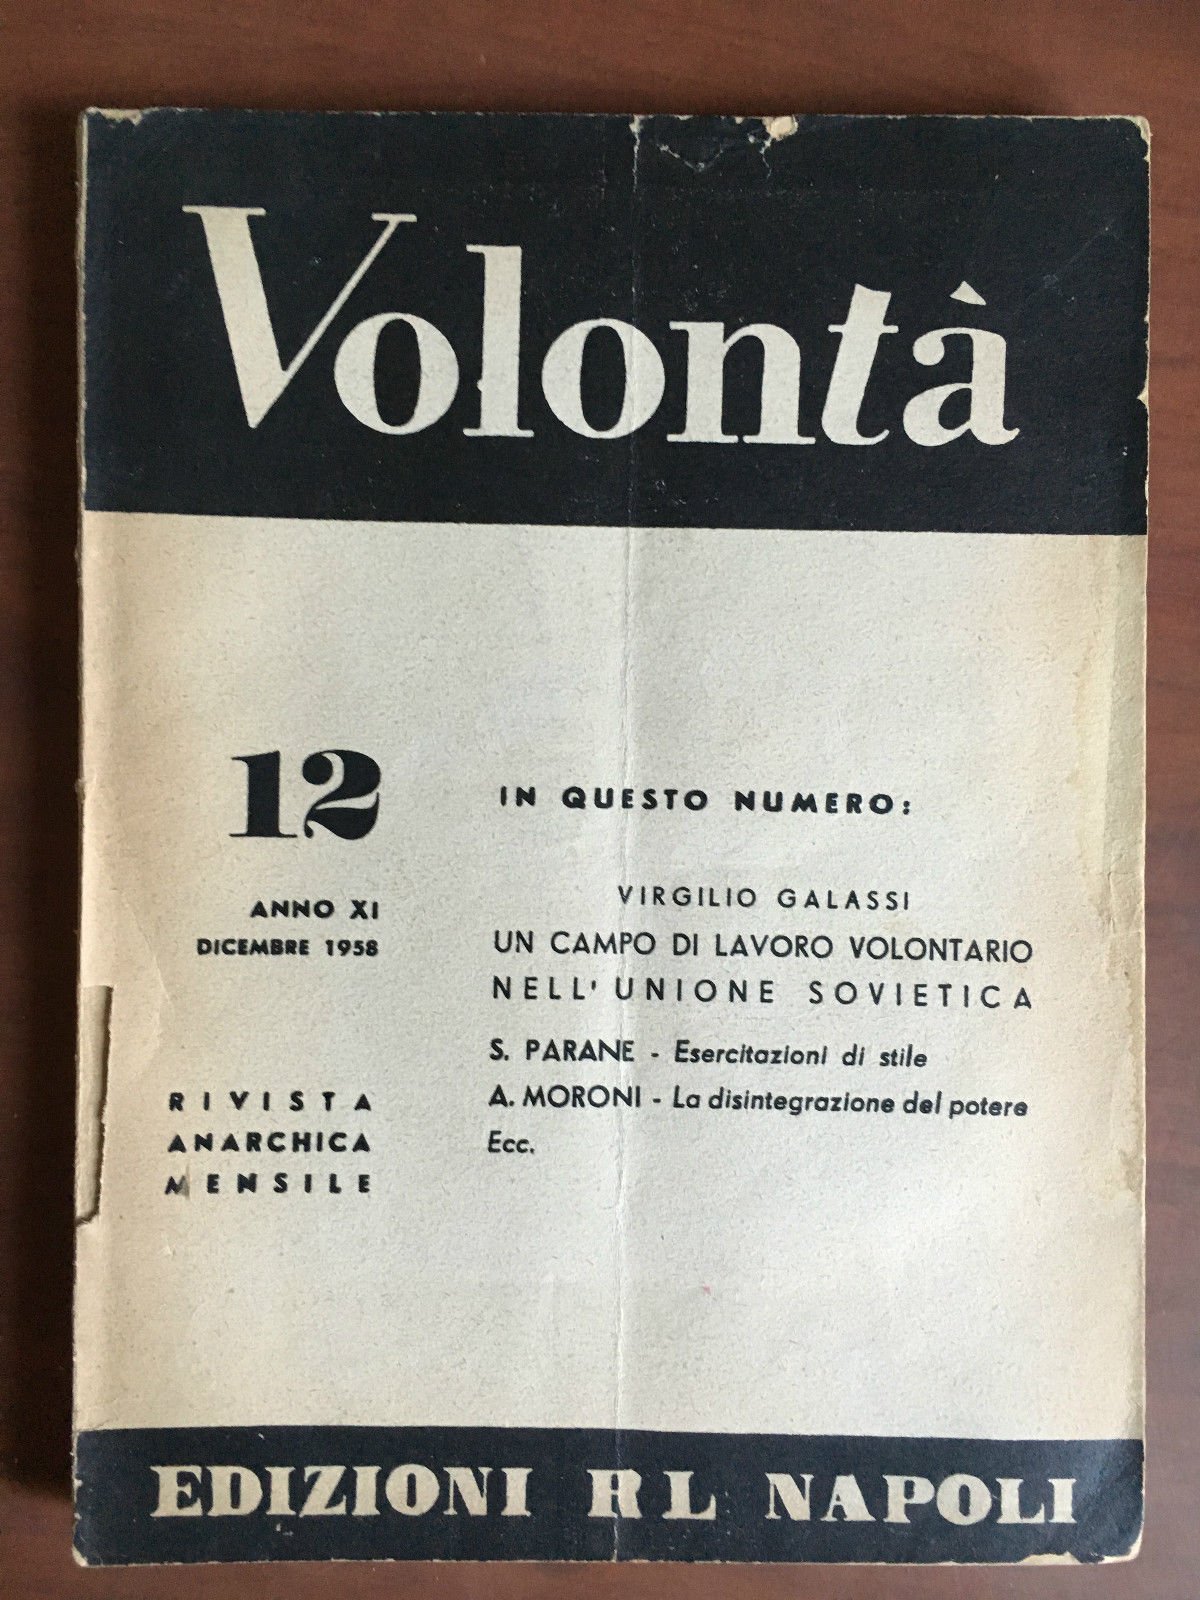 Volontà
12
ANNO XI
DICEMBRE 1958
RIVISTA
ANARCHICA
MENSILE
IN QUESTO NUMERO:
VIRGILIO GALASSI
UN CAMPO DI LAVORO VOLONTARIO
NELL' UNIONE SOVIETICA
S. PARANE - Esercitazioni di stile
A. MORONI - La disintegrazione del potere
Ecc.
EDIZIONI RL NAPOLI